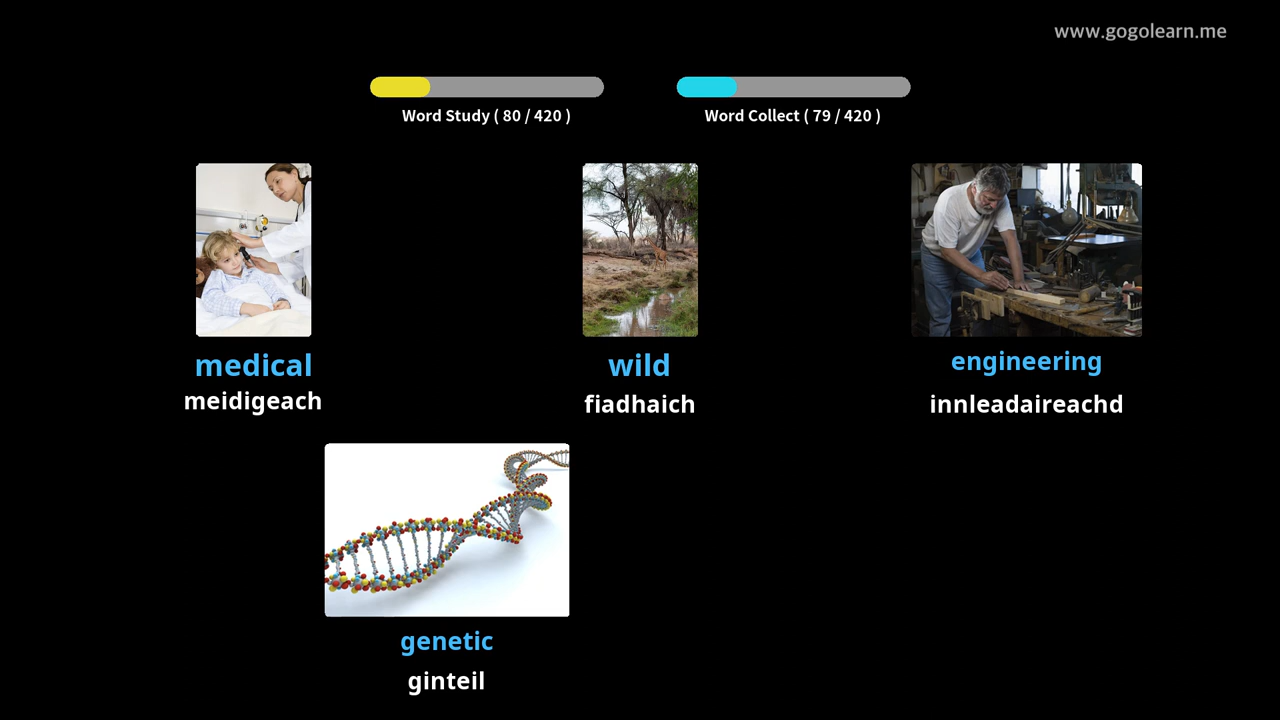 www.gogolearn.me
Word Study ( 80 / 420 )
Word Collect ( 79 / 420 )
medical
wild
engineering
meidigeach
fiadhaich
innleadaireachd
genetic
ginteil